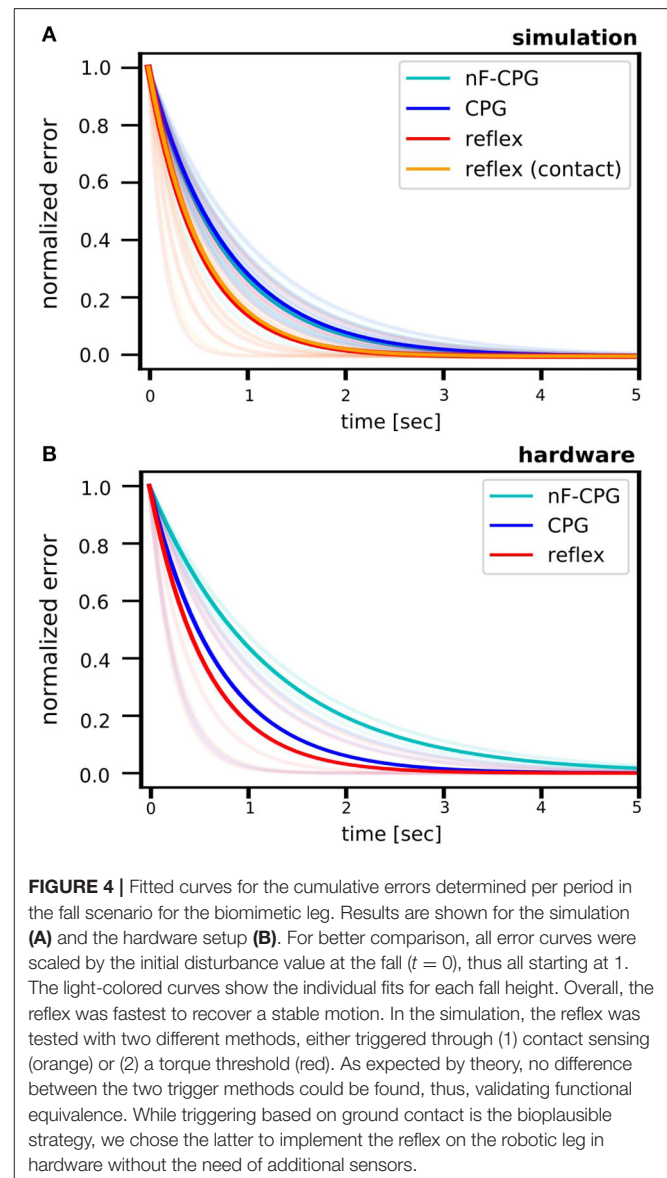 A
simulation
nF-CPG
CPG
reflex
reflex (contact)
normalized error
1.0
0.8
0.6
0.4
0.2
0.0
0 1 2 3 4 5
time [sec]
B
hardware
nF-CPG
CPG
reflex
normalized error
1.0
0.8
0.6
0.4
0.2
0.0
0 1 2 3 4 5
time [sec]
FIGURE 4 | Fitted curves for the cumulative errors determined per period in
the fall scenario for the biomimetic leg. Results are shown for the simulation
(A) and the hardware setup (B). For better comparison, all error curves were
scaled by the initial disturbance value at the fall (t = 0), thus all starting at 1.
The light-colored curves show the individual fits for each fall height. Overall, the
reflex was fastest to recover a stable motion. In the simulation, the reflex was
tested with two different methods, either triggered through (1) contact sensing
(orange) or (2) a torque threshold (red). As expected by theory, no difference
between the two trigger methods could be found, thus, validating functional
equivalence. While triggering based on ground contact is the bioplausible
strategy, we chose the latter to implement the reflex on the robotic leg in
hardware without the need of additional sensors.